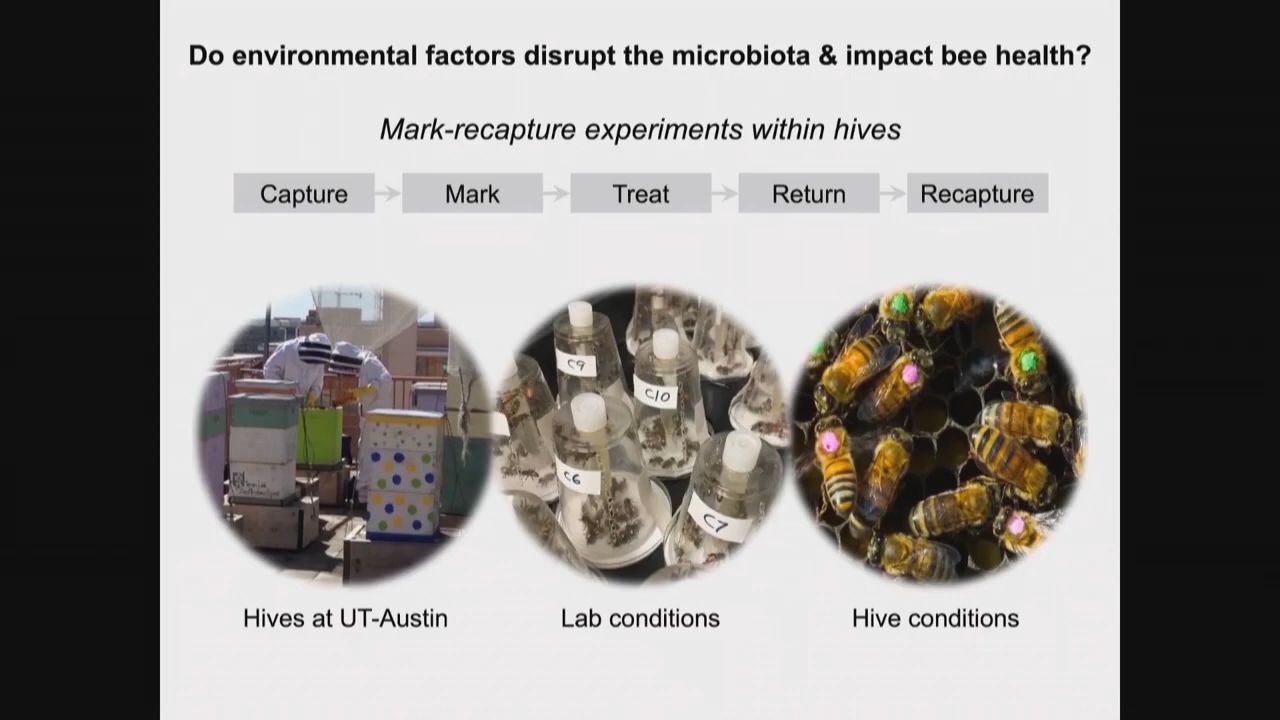 Do environmental factors disrupt the microbiota & impact bee health?
Mark-recapture experiments within hives
Capture
Mark
Treat
Return
Recapture
C9
C10
C6
C7
Hives at UT-Austin
Lab conditions
Hive conditions